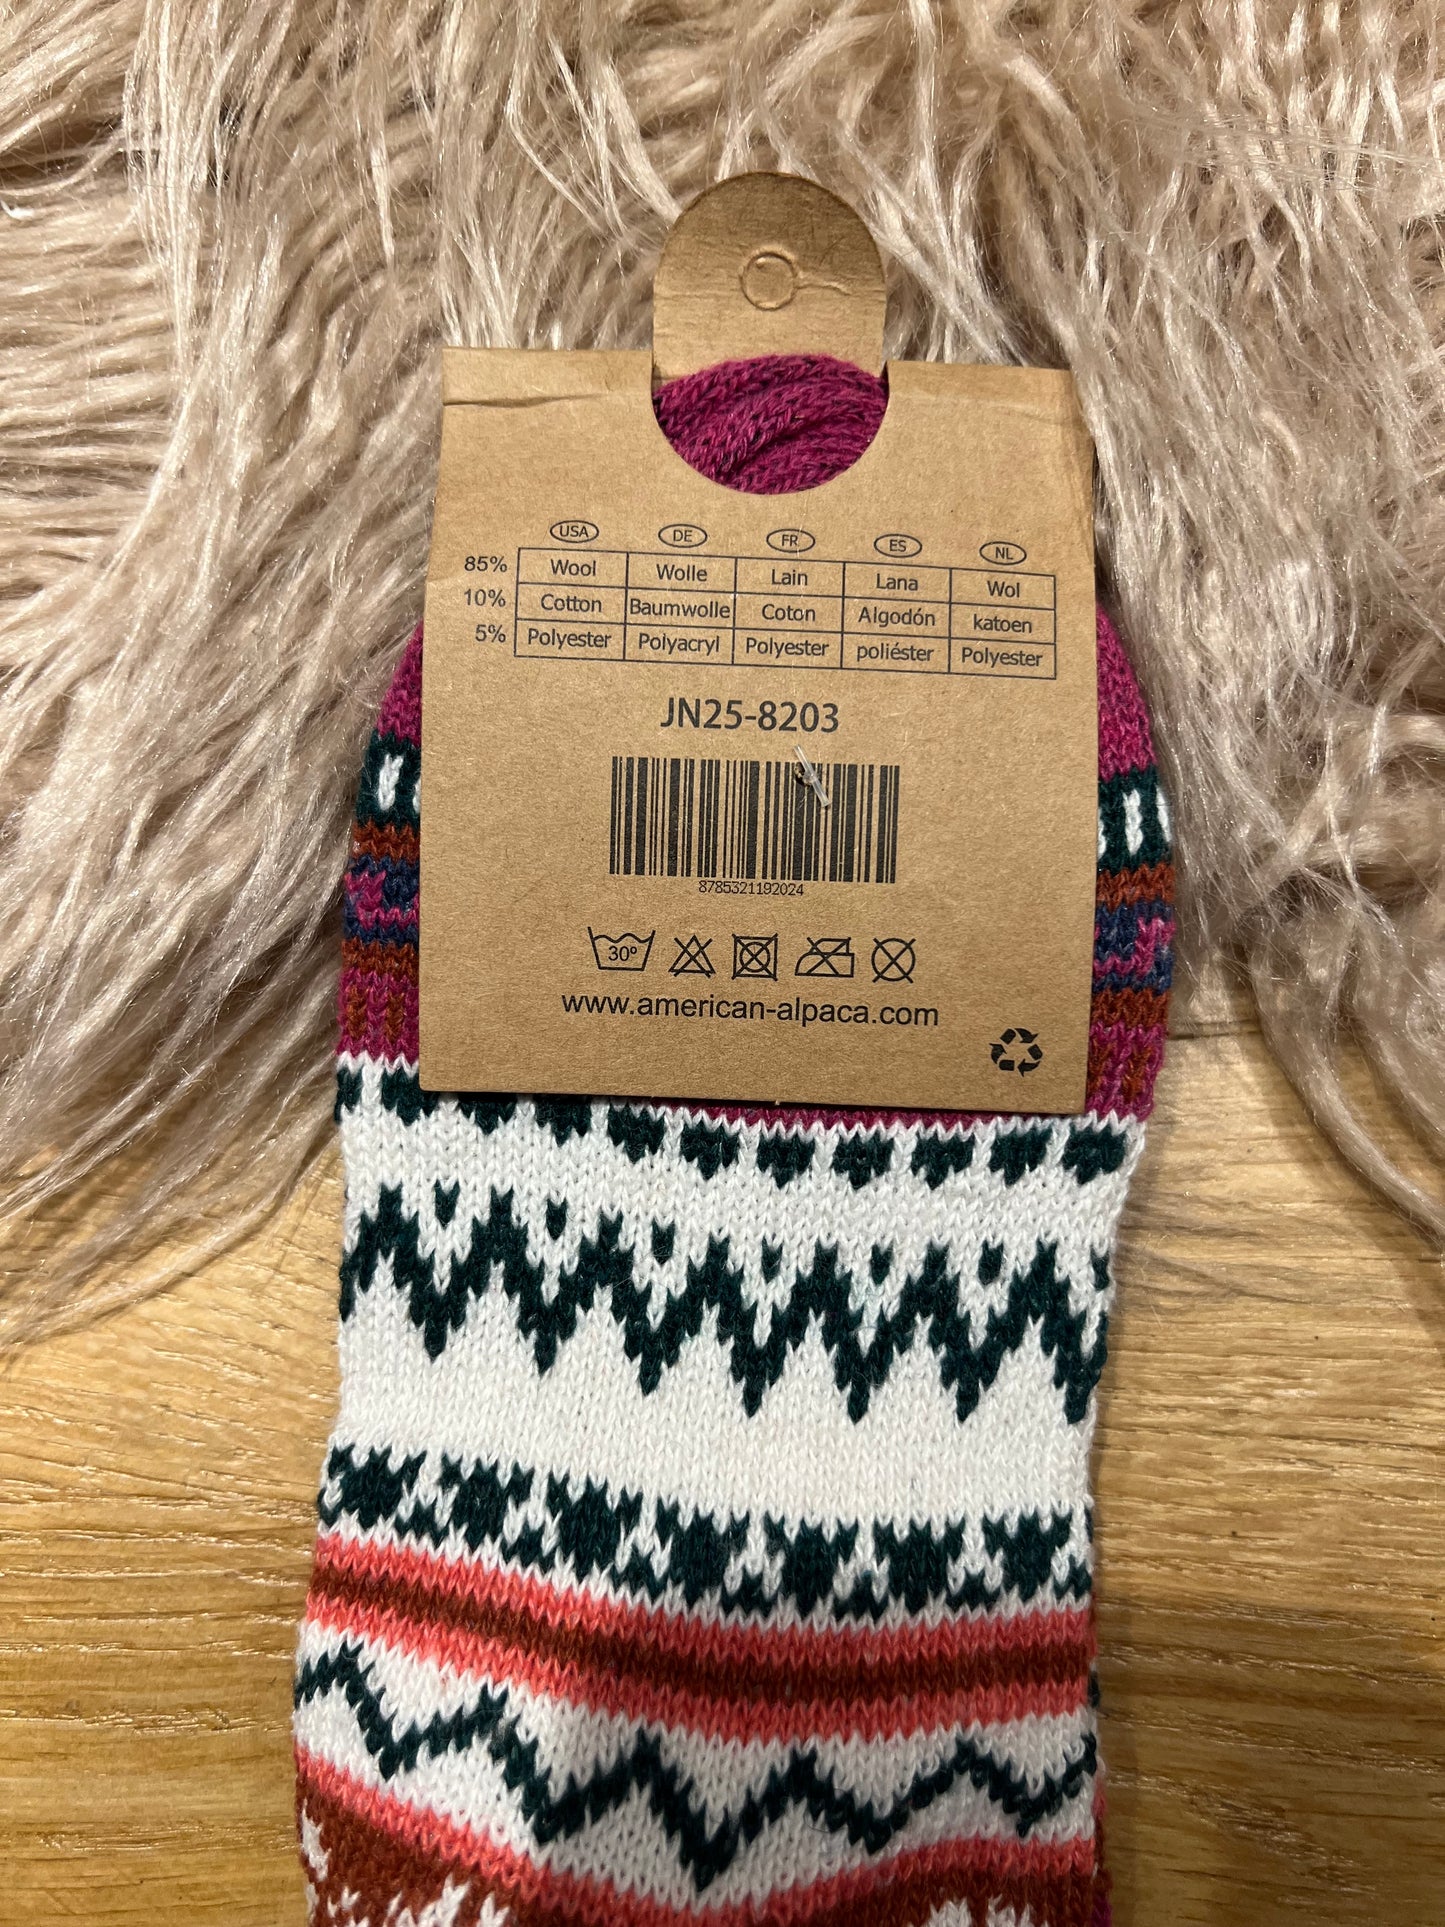 USA DE FR ES NL
85% Wool Wolle Lain Lana Wol
10% Cotton Baumwolle Coton Algodón katoen
5% Polyester Polyacryl Polyester poliéster Polyester
JN25-8203
8785321192024
30º
www.american-alpaca.com